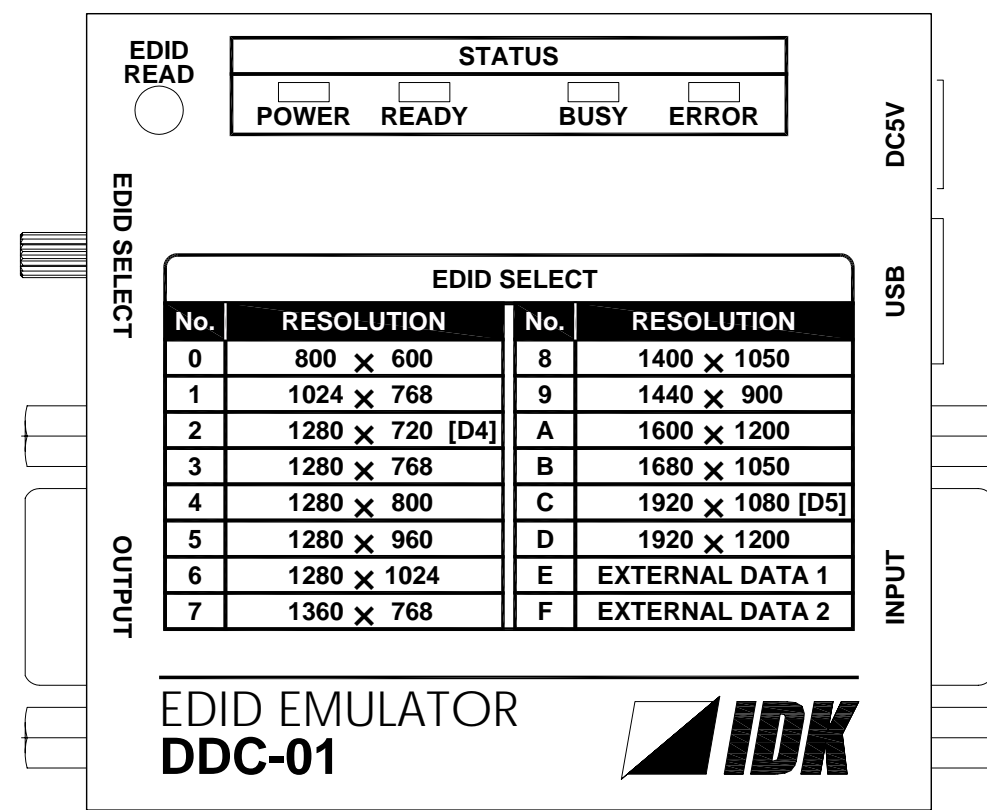 EDID
READ
STATUS
POWER READY BUSY ERROR
DC5V
EDID SELECT
USB
EDID SELECT
No. RESOLUTION No. RESOLUTION
0 800 × 600 8 1400 × 1050
1 1024 × 768 9 1440 × 900
2 1280 × 720 [D4] A 1600 × 1200
3 1280 × 768 B 1680 × 1050
4 1280 × 800 C 1920 × 1080 [D5]
5 1280 × 960 D 1920 × 1200
6 1280 × 1024 E EXTERNAL DATA 1
7 1360 × 768 F EXTERNAL DATA 2
OUTPUT
INPUT
EDID EMULATOR
DDC-01
IDK